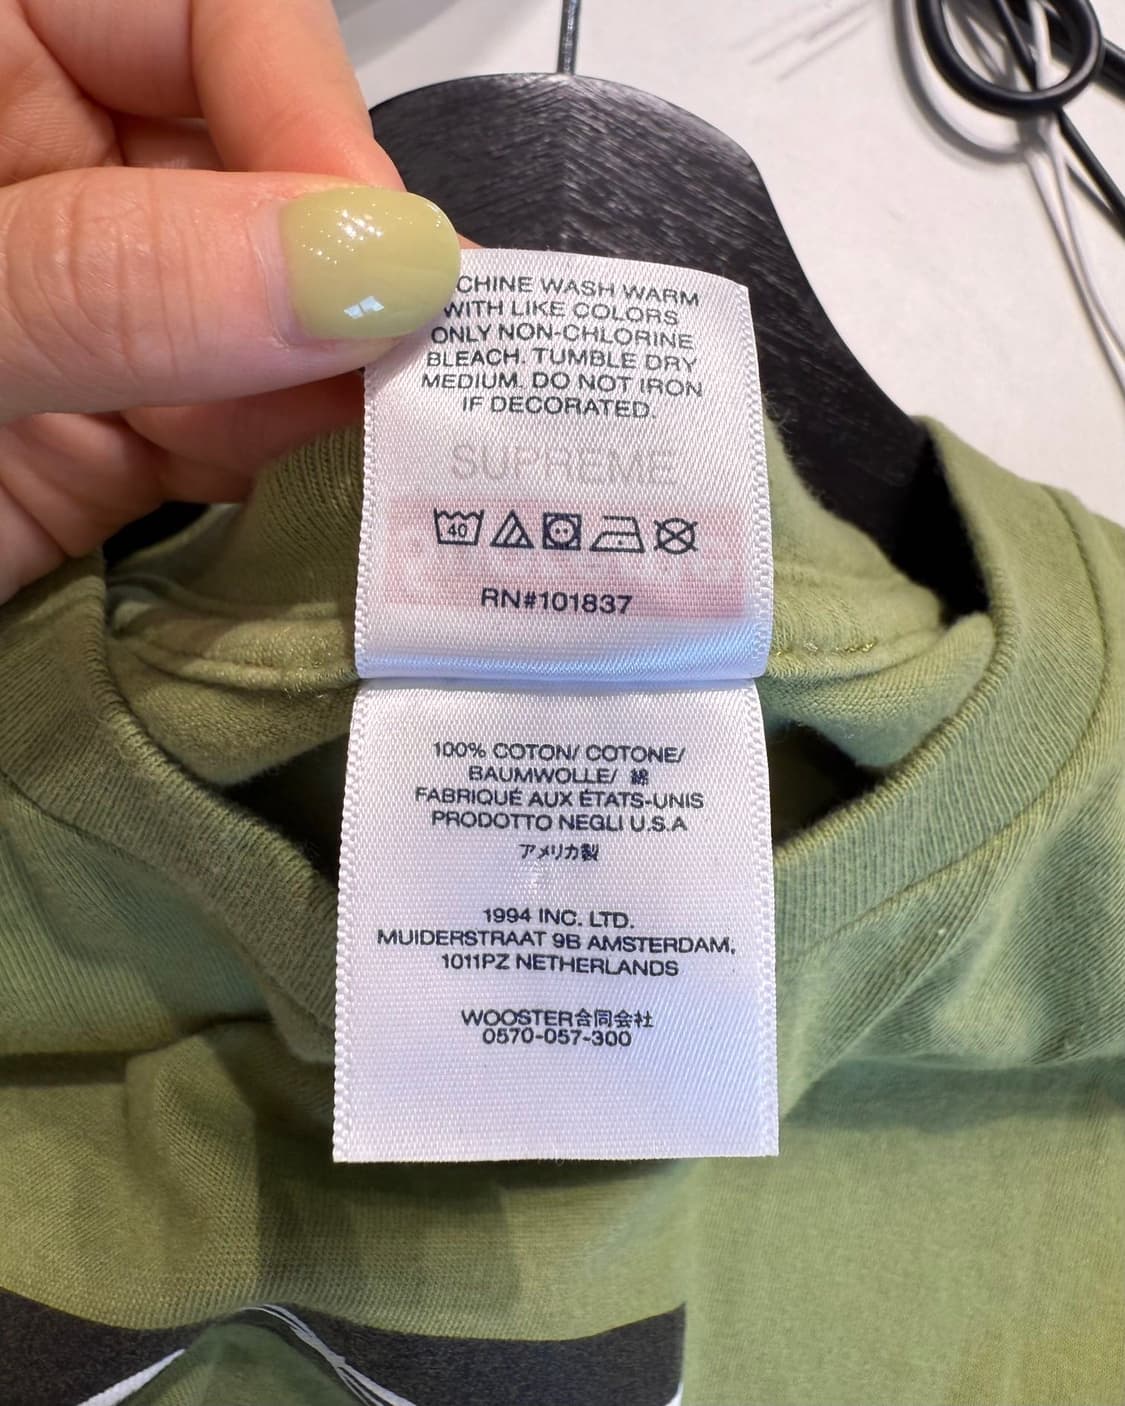 CHINE WASH WARM
WITH LIKE COLORS
ONLY NON-CHLORINE
BLEACH. TUMBLE DRY
MEDIUM. DO NOT IRON
IF DECORATED.
SUPREME
40
RN#101837
100% COTON/ COTONE/
BAUMWOLLE/ 綿
FABRIQUÉ AUX ÉTATS-UNIS
PRODOTTO NEGLI U.S.A
アメリカ製
1994 INC. LTD.
MUIDERSTRAAT 9B AMSTERDAM,
1011PZ NETHERLANDS
WOOSTER合同会社
0570-057-300